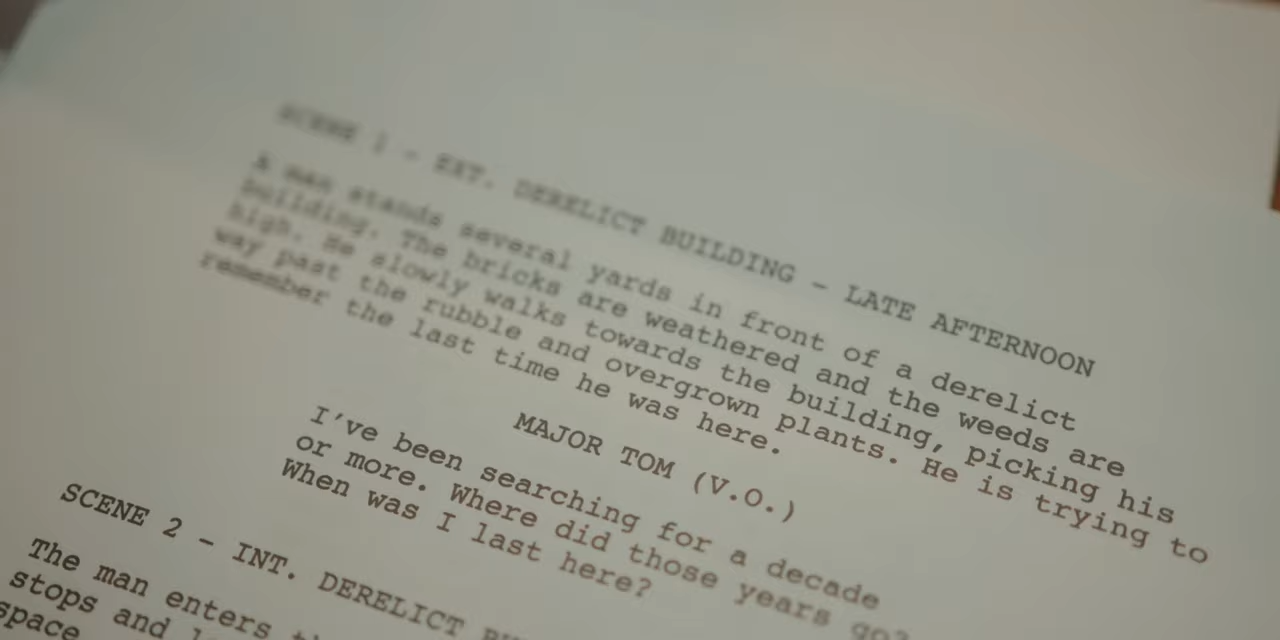 SCENE 1 - EXT. DERELICT BUILDING - LATE AFTERNOON
A man stands several yards in front of a derelict
building. The bricks are weathered and the weeds are
high. He slowly walks towards the building, picking his
way past the rubble and overgrown plants. He is trying to
remember the last time he was here.
MAJOR TOM (V.O.)
I've been searching for a decade
or more. Where did those years go?
When was I last here?
SCENE 2 - INT. DERELICT
The man enters
stops and
space